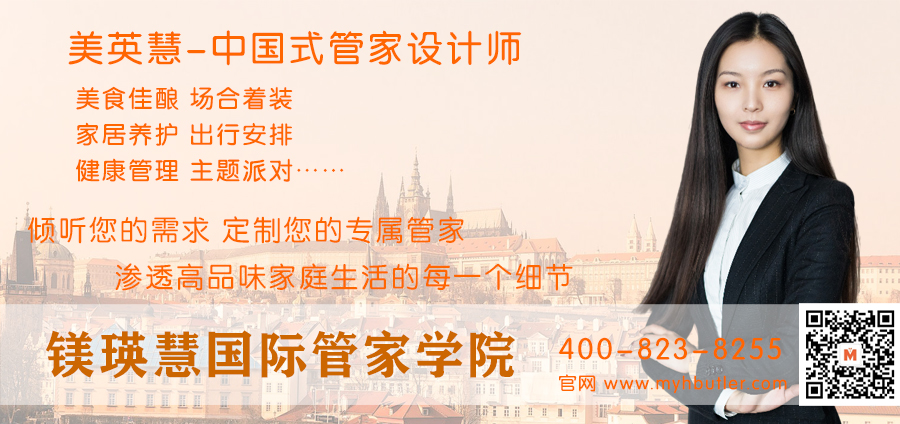 美英慧-中国式管家设计师
美食佳酿 场合着装
家居养护 出行安排
健康管理 主题派对……
倾听您的需求 定制您的专属管家
渗透高品味家庭生活的每一个细节
镁瑛慧国际管家学院
400-823-8255
官网 www.myhbutler.com
M